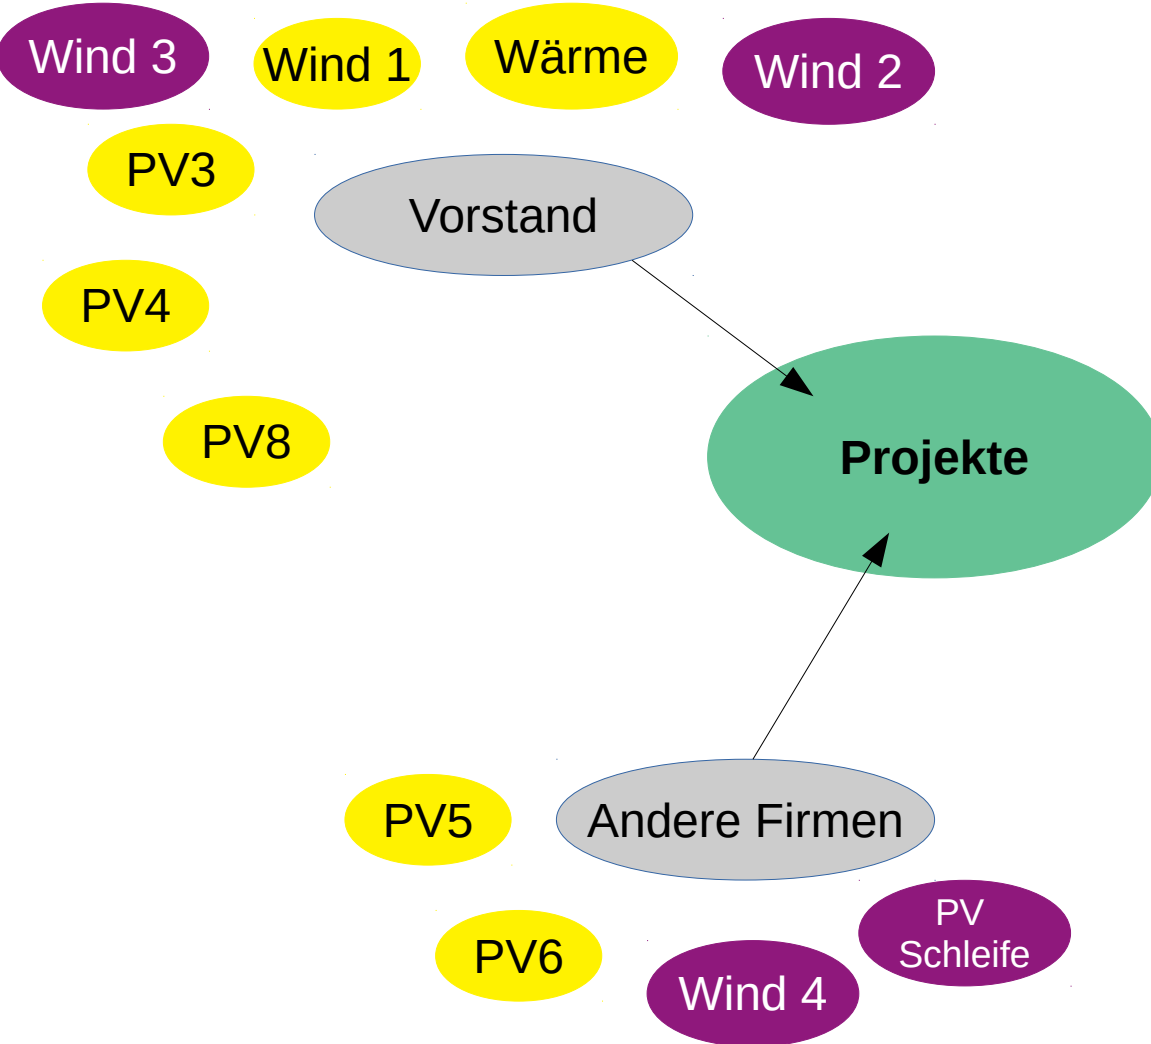 Wind 3
Wind 1
Wärme
Wind 2
PV3
Vorstand
PV4
PV8
Projekte
PV5
Andere Firmen
PV
Schleife
PV6
Wind 4